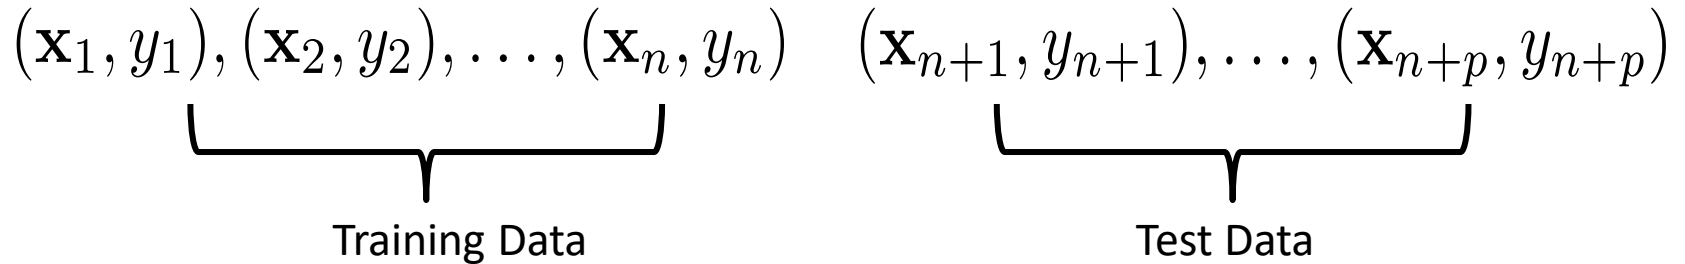 (x₁, y₁), (x₂, y₂), . . . , (xₙ, yₙ) (xₙ₊₁, yₙ₊₁), . . . , (xₙ₊ₚ, yₙ₊ₚ)
Training Data Test Data